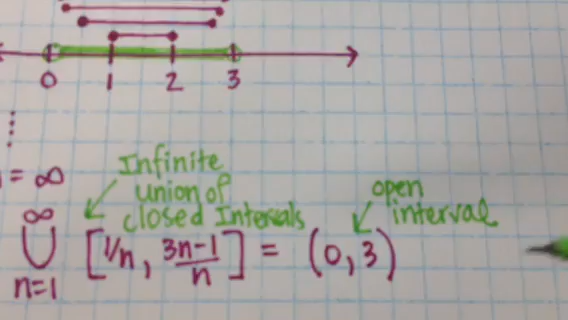 0 1 2 3
⋮
= ∞
Infinite
union of
closed Intervals
open
interval
∞
⋃ [1/n, 3n-1/n] = (0, 3)
n=1